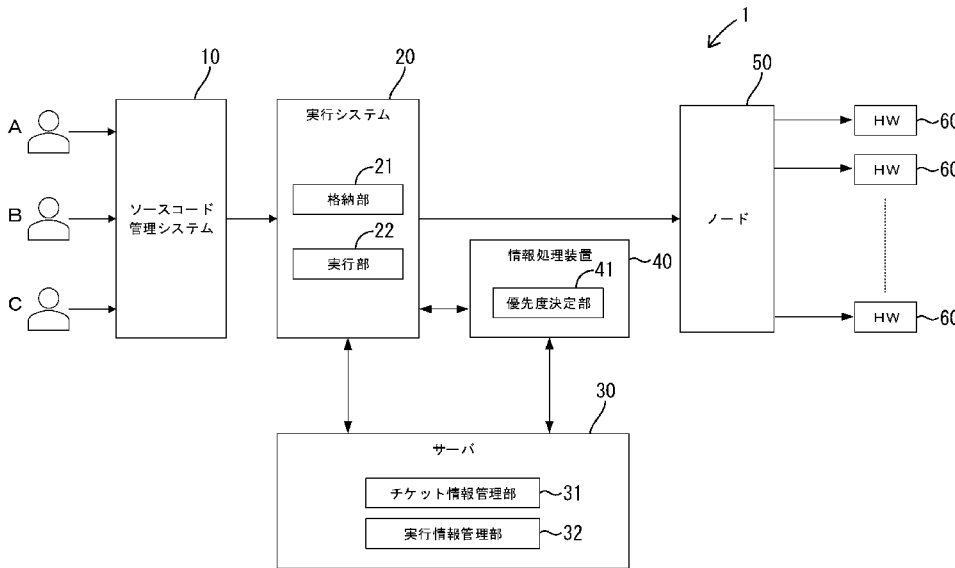 1
10
20
50
A
B
C
ソースコード
管理システム
実行システム
21
格納部
22
実行部
情報処理装置
40
41
優先度決定部
ノード
HW
60
HW
60
HW
60
30
サーバ
チケット情報管理部
31
実行情報管理部
32